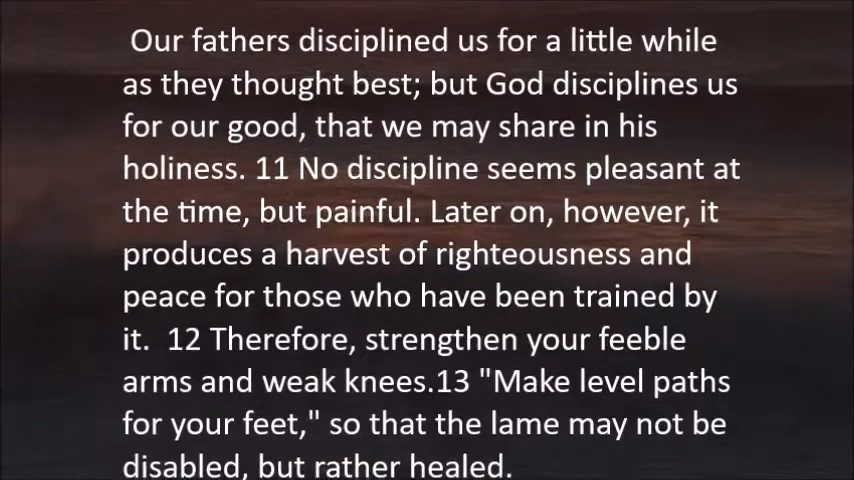 Our fathers disciplined us for a little while
as they thought best; but God disciplines us
for our good, that we may share in his
holiness. 11 No discipline seems pleasant at
the time, but painful. Later on, however, it
produces a harvest of righteousness and
peace for those who have been trained by
it.  12 Therefore, strengthen your feeble
arms and weak knees.13 "Make level paths
for your feet," so that the lame may not be
disabled, but rather healed.